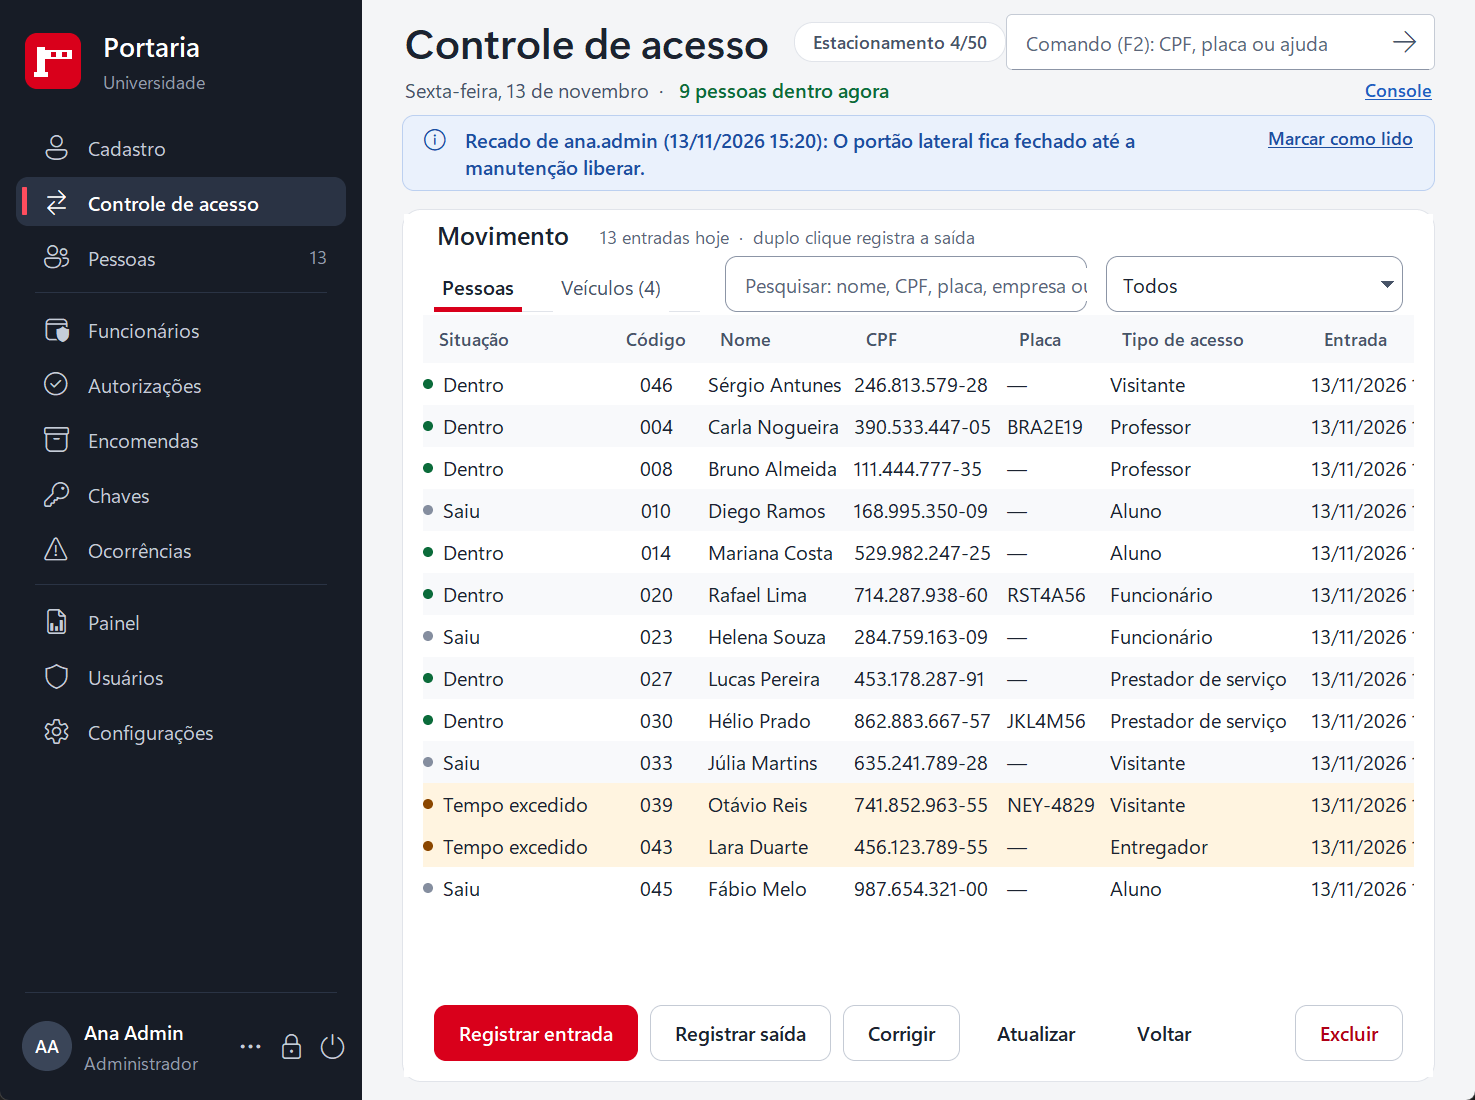 Portaria
Universidade
Cadastro
Controle de acesso
Pessoas 13
Funcionários
Autorizações
Encomendas
Chaves
Ocorrências
Painel
Usuários
Configurações
AA
Ana Admin
Administrador
Controle de acesso
Estacionamento 4/50
Comando (F2): CPF, placa ou ajuda
Sexta-feira, 13 de novembro · 9 pessoas dentro agora
Console
Recado de ana.admin (13/11/2026 15:20): O portão lateral fica fechado até a
manutenção liberar.
Marcar como lido
Movimento 13 entradas hoje · duplo clique registra a saída
Pessoas Veículos (4)
Pesquisar: nome, CPF, placa, empresa ou
Todos
Situação Código Nome CPF Placa Tipo de acesso Entrada
Dentro 046 Sérgio Antunes 246.813.579-28 — Visitante 13/11/2026
Dentro 004 Carla Nogueira 390.533.447-05 BRA2E19 Professor 13/11/2026
Dentro 008 Bruno Almeida 111.444.777-35 — Professor 13/11/2026
Saiu 010 Diego Ramos 168.995.350-09 — Aluno 13/11/2026
Dentro 014 Mariana Costa 529.982.247-25 — Aluno 13/11/2026
Dentro 020 Rafael Lima 714.287.938-60 RST4A56 Funcionário 13/11/2026
Saiu 023 Helena Souza 284.759.163-09 — Funcionário 13/11/2026
Dentro 027 Lucas Pereira 453.178.287-91 — Prestador de serviço 13/11/2026
Dentro 030 Hélio Prado 862.883.667-57 JKL4M56 Prestador de serviço 13/11/2026
Saiu 033 Júlia Martins 635.241.789-28 — Visitante 13/11/2026
Tempo excedido 039 Otávio Reis 741.852.963-55 NEY-4829 Visitante 13/11/2026
Tempo excedido 043 Lara Duarte 456.123.789-55 — Entregador 13/11/2026
Saiu 045 Fábio Melo 987.654.321-00 — Aluno 13/11/2026
Registrar entrada
Registrar saída
Corrigir
Atualizar
Voltar
Excluir